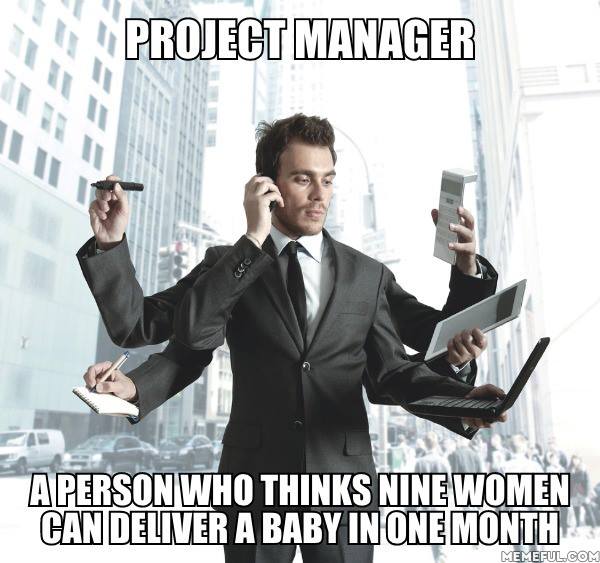 PROJECT MANAGER
A PERSON WHO THINKS NINE WOMEN
CAN DELIVER A BABY IN ONE MONTH
MEMEFUL.COM